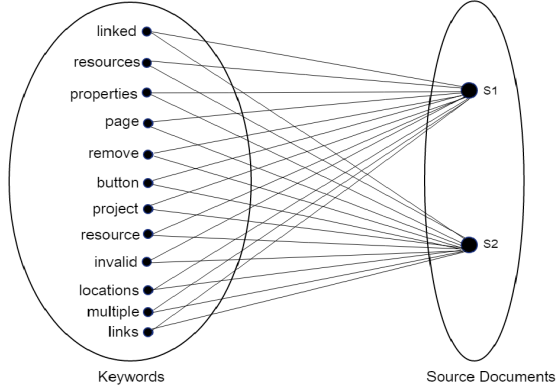 linked
resources
properties
page
remove
button
project
resource
invalid
locations
multiple
links
S1
S2
Keywords
Source Documents